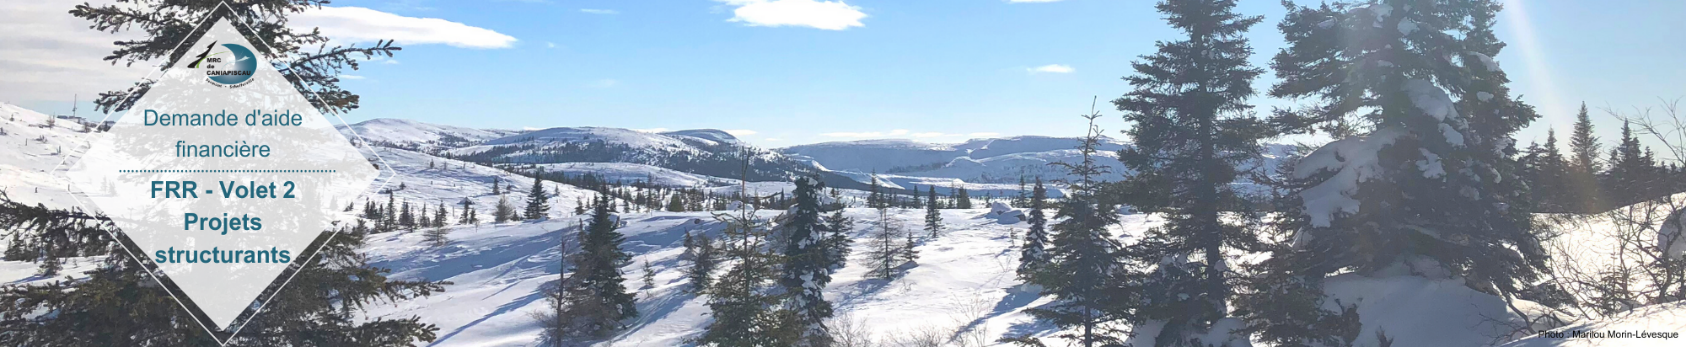 MRC
de
CANIAPISCAU
Demande d'aide
financière
FRR - Volet 2
Projets
structurants
Photo : Marilou Morin-Lévesque